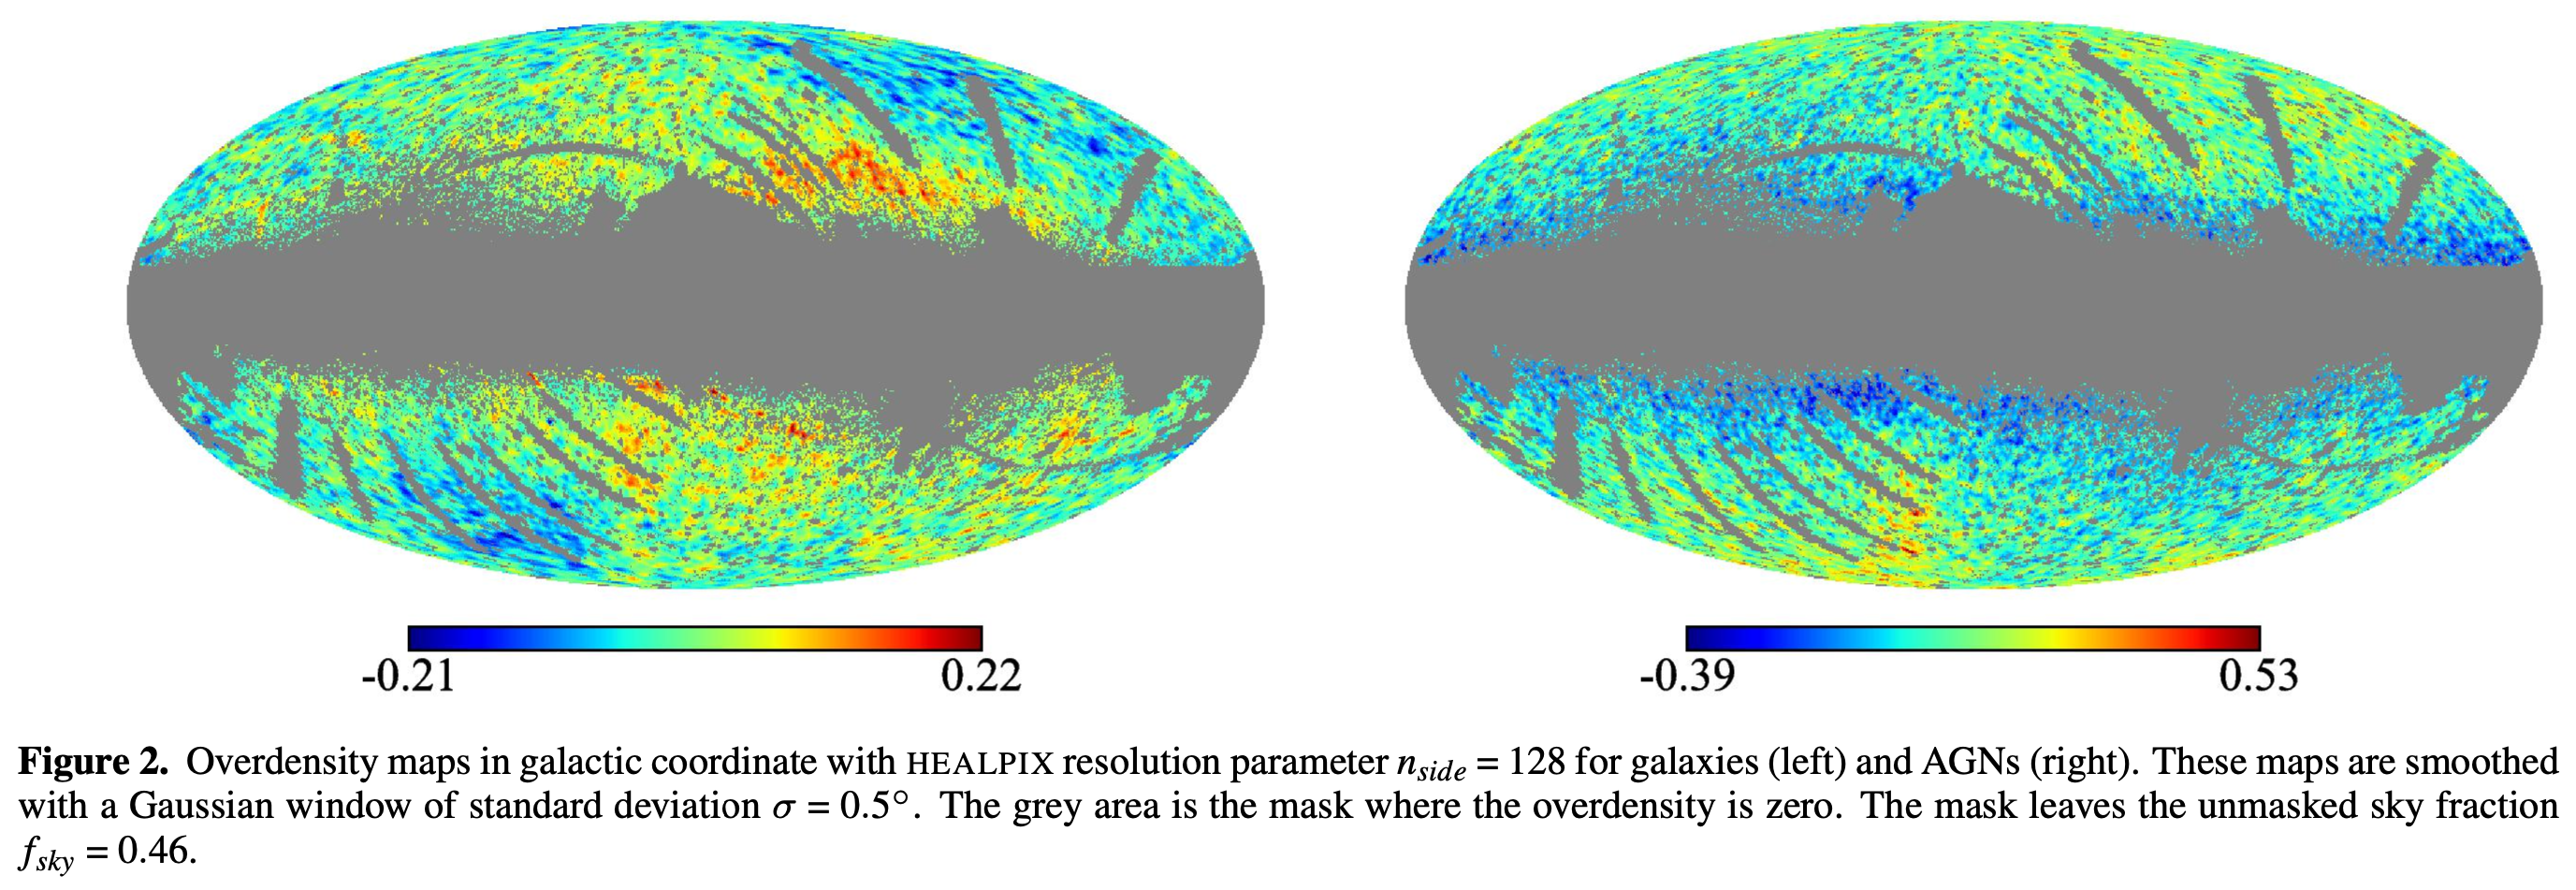 -0.21 0.22 -0.39 0.53
Figure 2. Overdensity maps in galactic coordinate with HEALPIX resolution parameter nside = 128 for galaxies (left) and AGNs (right). These maps are smoothed
with a Gaussian window of standard deviation σ = 0.5°. The grey area is the mask where the overdensity is zero. The mask leaves the unmasked sky fraction
fsky = 0.46.